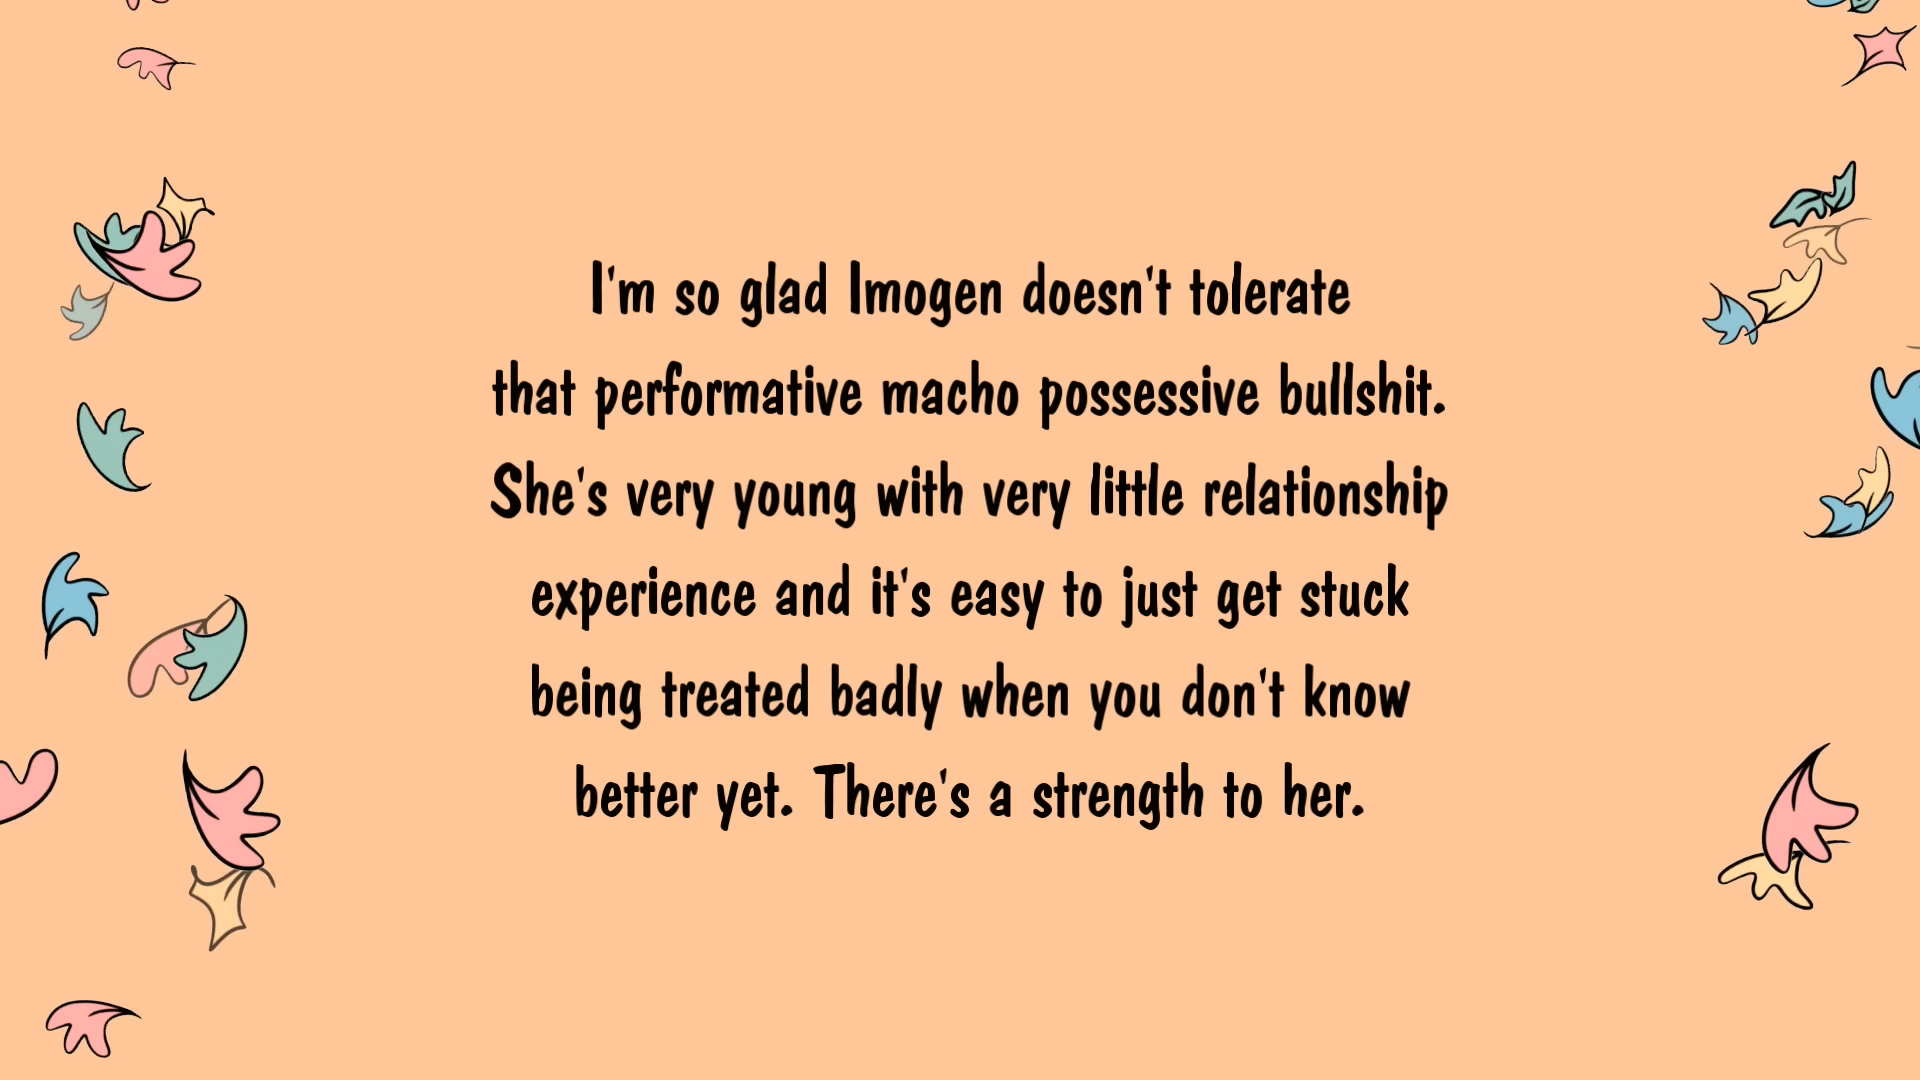 I'm so glad Imogen doesn't tolerate
that performative macho possessive bullshit.
She's very young with very little relationship
experience and it's easy to just get stuck
being treated badly when you don't know
better yet. There's a strength to her.